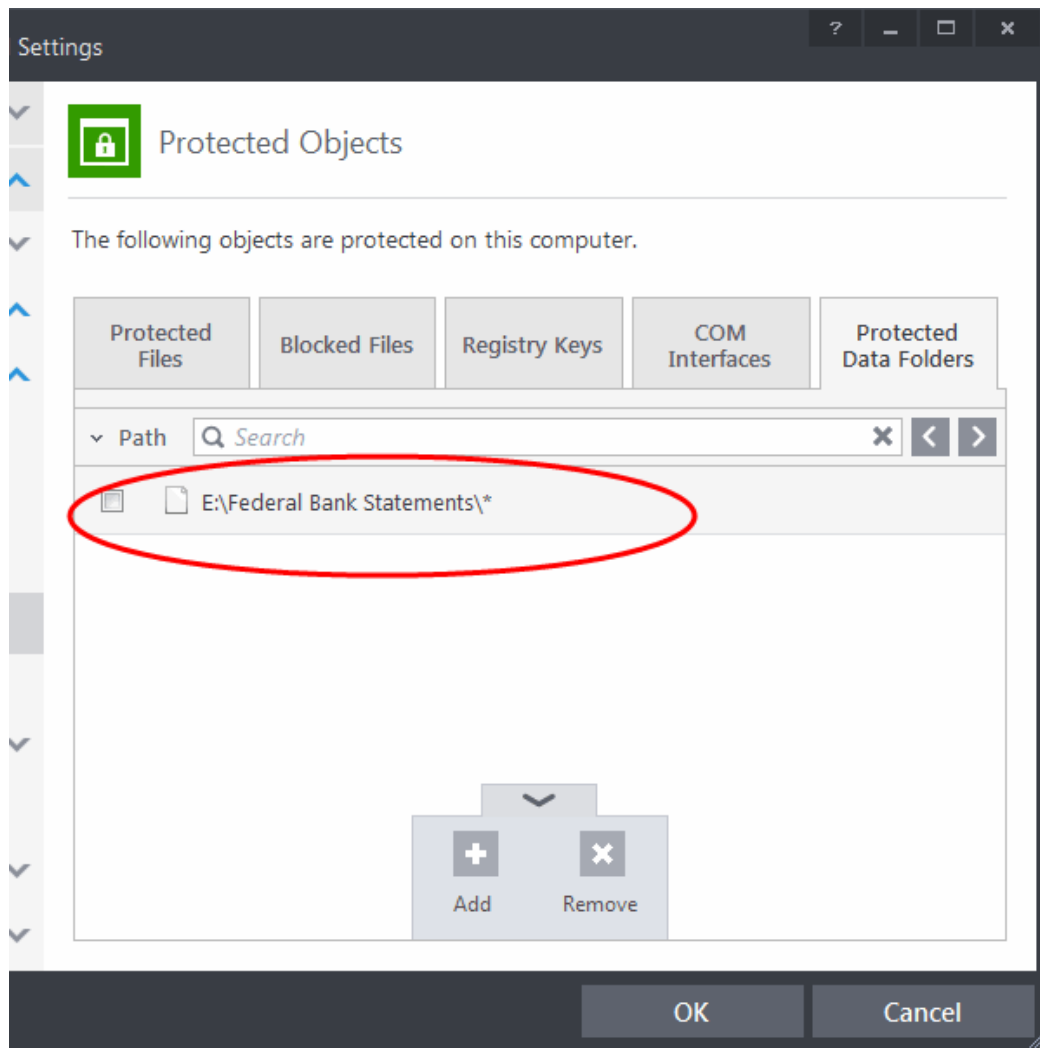 Settings
?
Protected Objects
The following objects are protected on this computer.
Protected
Files
Blocked Files
Registry Keys
COM
Interfaces
Protected
Data Folders
Path
Search
E:\Federal Bank Statements\*
Add
Remove
OK
Cancel